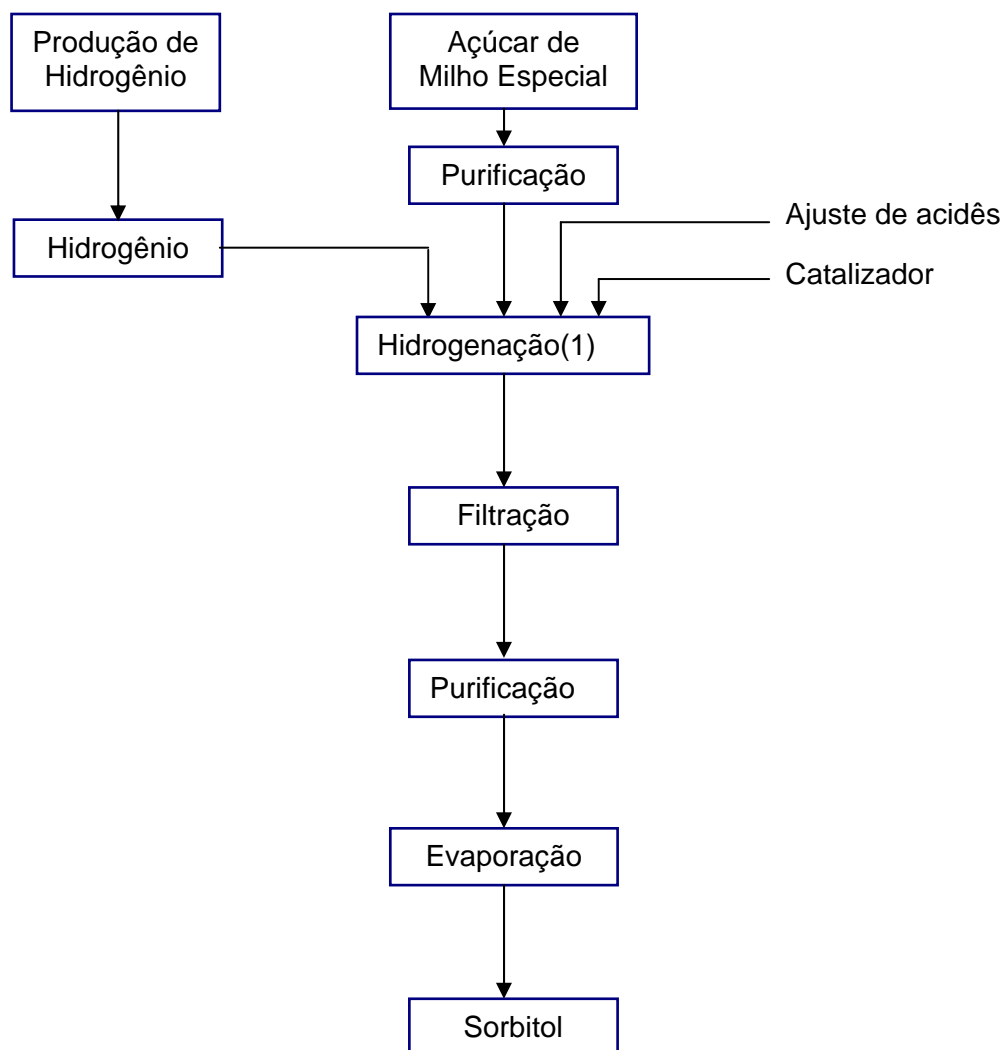 Produção de
Hidrogênio
Açúcar de
Milho Especial
Purificação
Ajuste de acidês
Hidrogênio
Catalizador
Hidrogenação(1)
Filtração
Purificação
Evaporação
Sorbitol